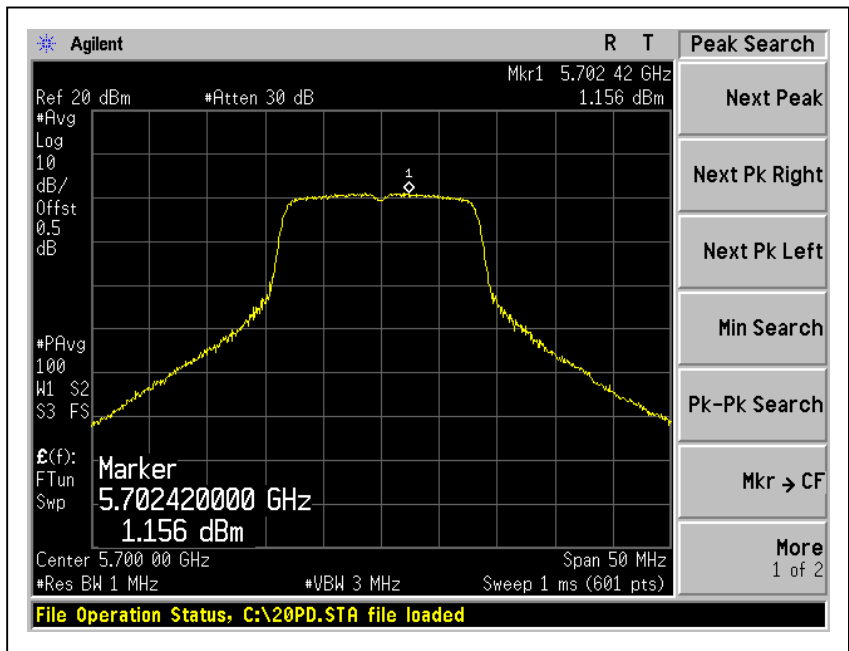 Agilent R T
Mkr1 5.702 42 GHz
Ref 20 dBm #Atten 30 dB 1.156 dBm
#Avg
Log
10
dB/
Offst
0.5
dB
1
#PAvg
100
W1 S2
S3 FS
£(f):
FTun
Swp
Marker
5.702420000 GHz
1.156 dBm
Center 5.700 00 GHz Span 50 MHz
#Res BW 1 MHz #VBW 3 MHz Sweep 1 ms (601 pts)
File Operation Status, C:\20PD.STA file loaded
Peak Search
Next Peak
Next Pk Right
Next Pk Left
Min Search
Pk-Pk Search
Mkr → CF
More
1 of 2